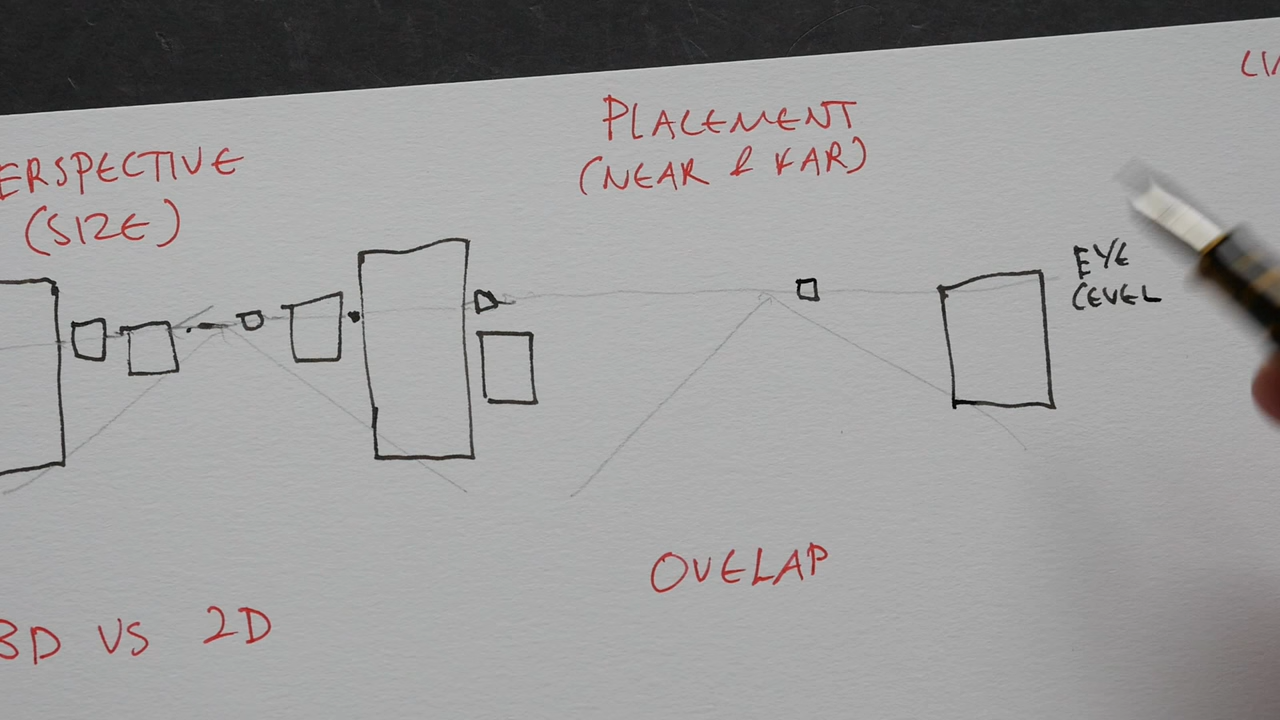 ERSPECTIVE
(SIZE)
PLACEMENT
(NEAR & FAR)
EYE
LEVEL
OVELAP
3D VS 2D